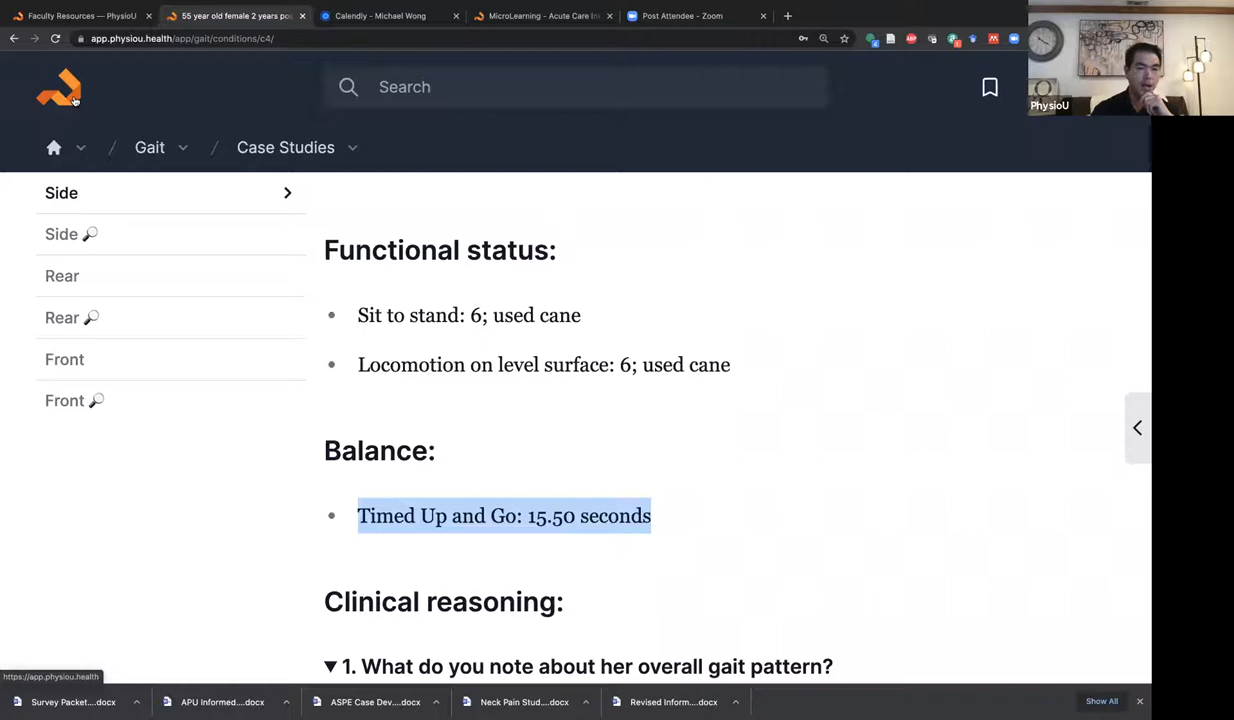 Faculty Resources — PhysioU
55 year old female 2 years po
Calendly - Michael Wong
MicroLearning - Acute Care In
Post Attendee - Zoom
app.physiou.health/app/gait/conditions/c4/
Search
PhysioU
Gait / Case Studies
Side
Side
Rear
Rear
Front
Front
Functional status:
• Sit to stand: 6; used cane
• Locomotion on level surface: 6; used cane
Balance:
• Timed Up and Go: 15.50 seconds
Clinical reasoning:
1. What do you note about her overall gait pattern?
https://app.physiou.health
Survey Packet....docx
APU Informed....docx
ASPE Case Dev....docx
Neck Pain Stud....docx
Revised Inform....docx
Show All